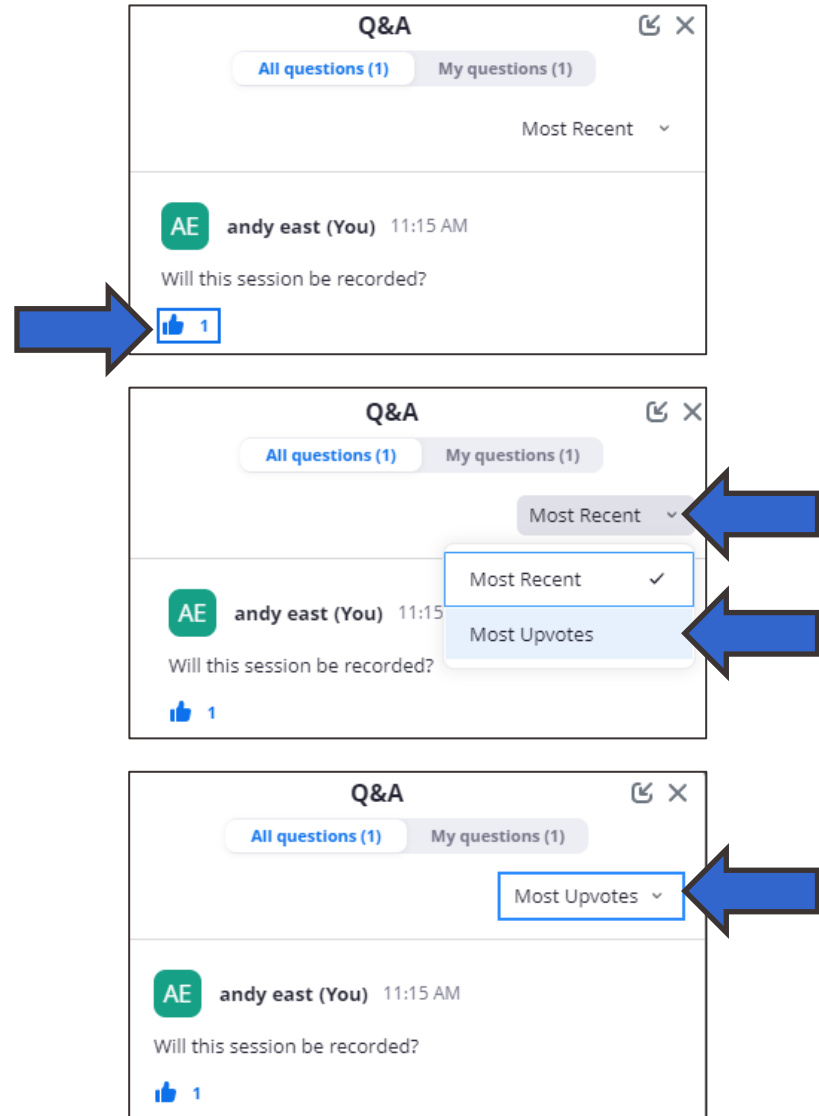 Q&A
All questions (1) My questions (1)
Most Recent
AE andy east (You) 11:15 AM
Will this session be recorded?
1
Q&A
All questions (1) My questions (1)
Most Recent
Most Recent
AE andy east (You) 11:15
Most Upvotes
Will this session be recorded?
1
Q&A
All questions (1) My questions (1)
Most Upvotes
AE andy east (You) 11:15 AM
Will this session be recorded?
1